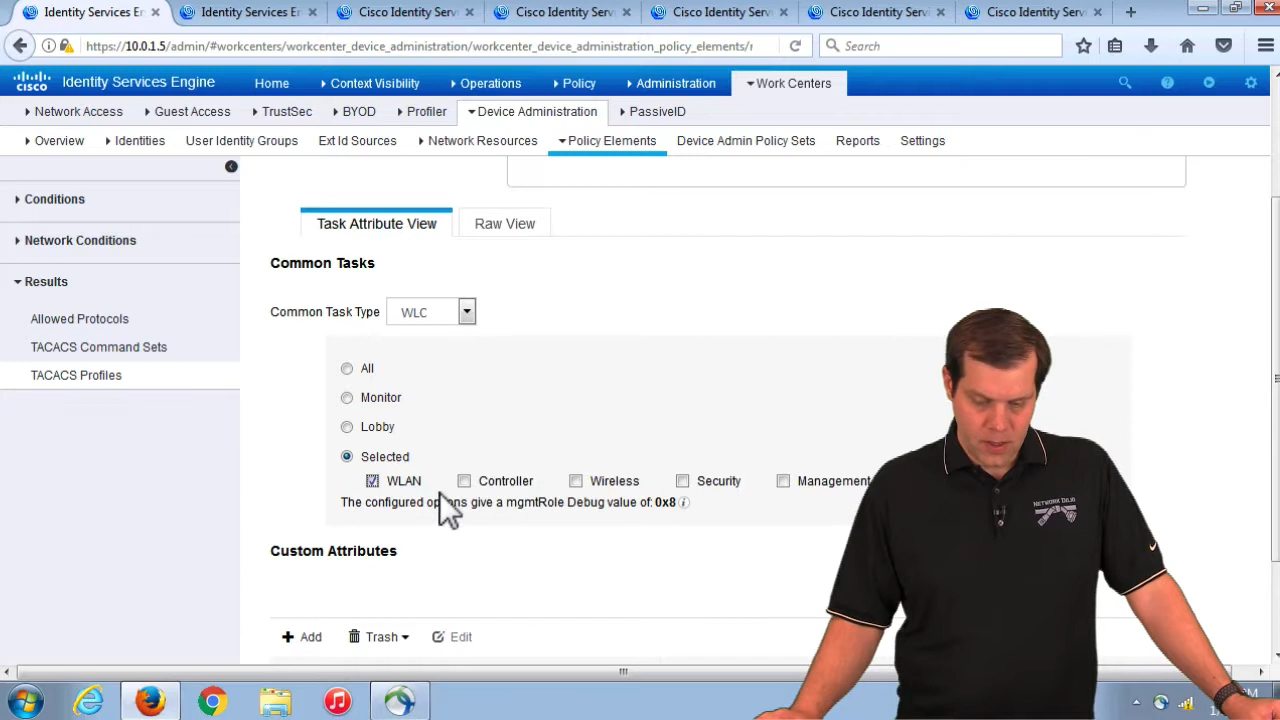 Identity Services En
Identity Services En
Cisco Identity Serv
Cisco Identity Serv
Cisco Identity Serv
Cisco Identity Serv
Cisco Identity Serv
https://10.0.1.5/admin/#workcenters/workcenter_device_administration/workcenter_device_administration_policy_elements/r
Search
CISCO
Identity Services Engine
Home
Context Visibility
Operations
Policy
Administration
Work Centers
Network Access
Guest Access
TrustSec
BYOD
Profiler
Device Administration
PassiveID
Overview
Identities
User Identity Groups
Ext Id Sources
Network Resources
Policy Elements
Device Admin Policy Sets
Reports
Settings
Conditions
Network Conditions
Results
Allowed Protocols
TACACS Command Sets
TACACS Profiles
Task Attribute View
Raw View
Common Tasks
Common Task Type
WLC
All
Monitor
Lobby
Selected
WLAN
Controller
Wireless
Security
Management
The configured options give a mgmtRole Debug value of: 0x8
Custom Attributes
Add
Trash
Edit
NETWORK DOJO